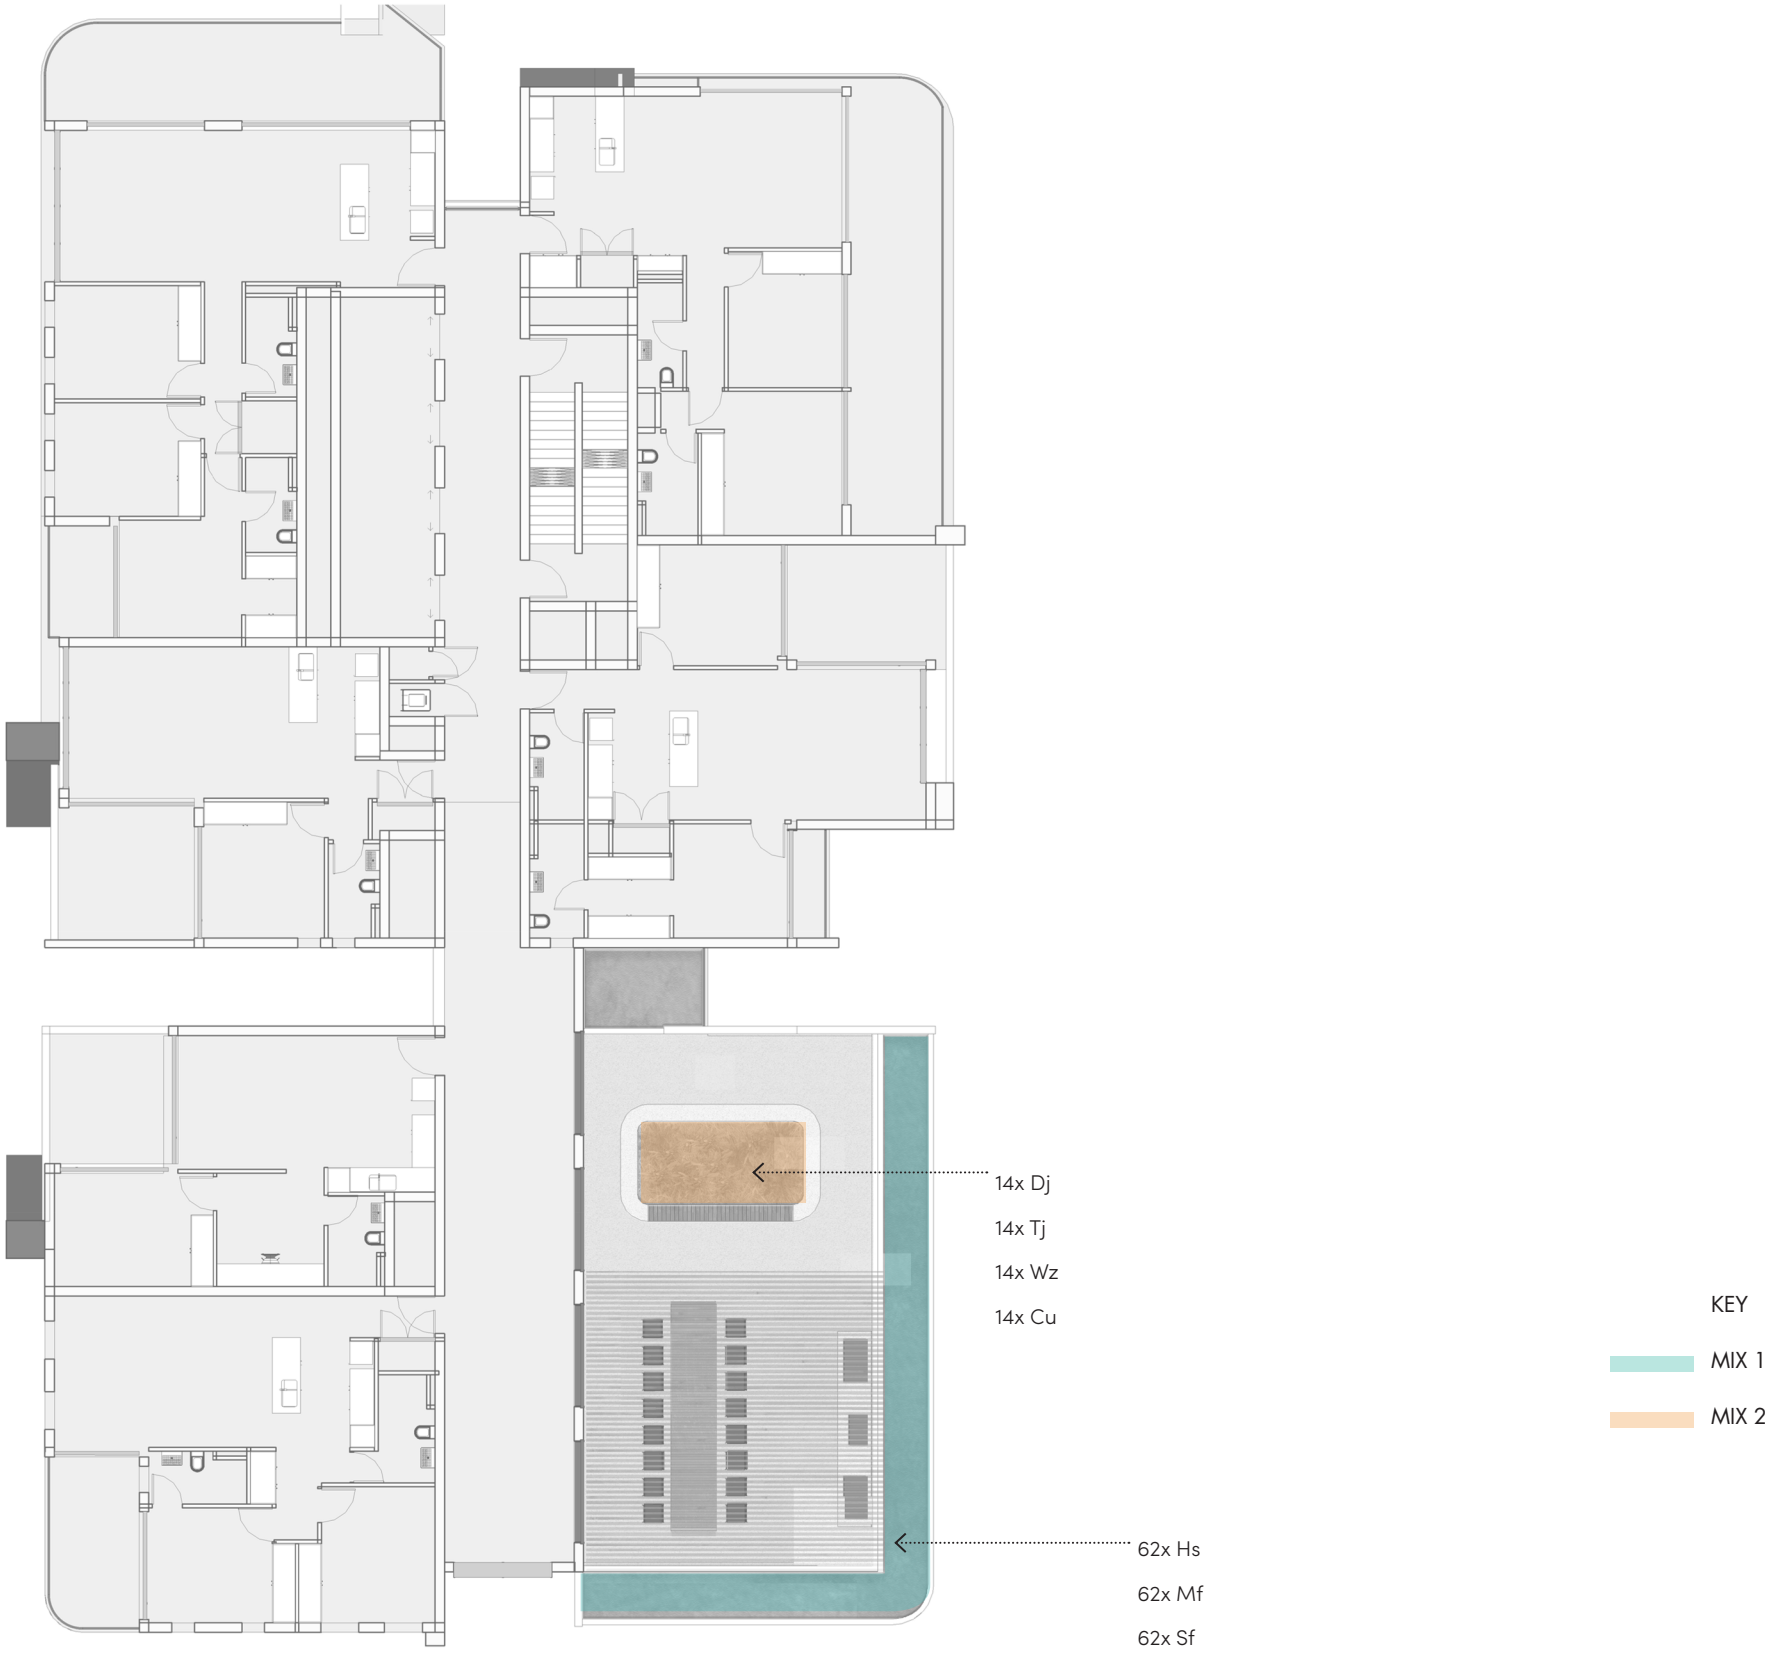 14x Dj
14x Tj
14x Wz
14x Cu
KEY
MIX 1
MIX 2
62x Hs
62x Mf
62x Sf